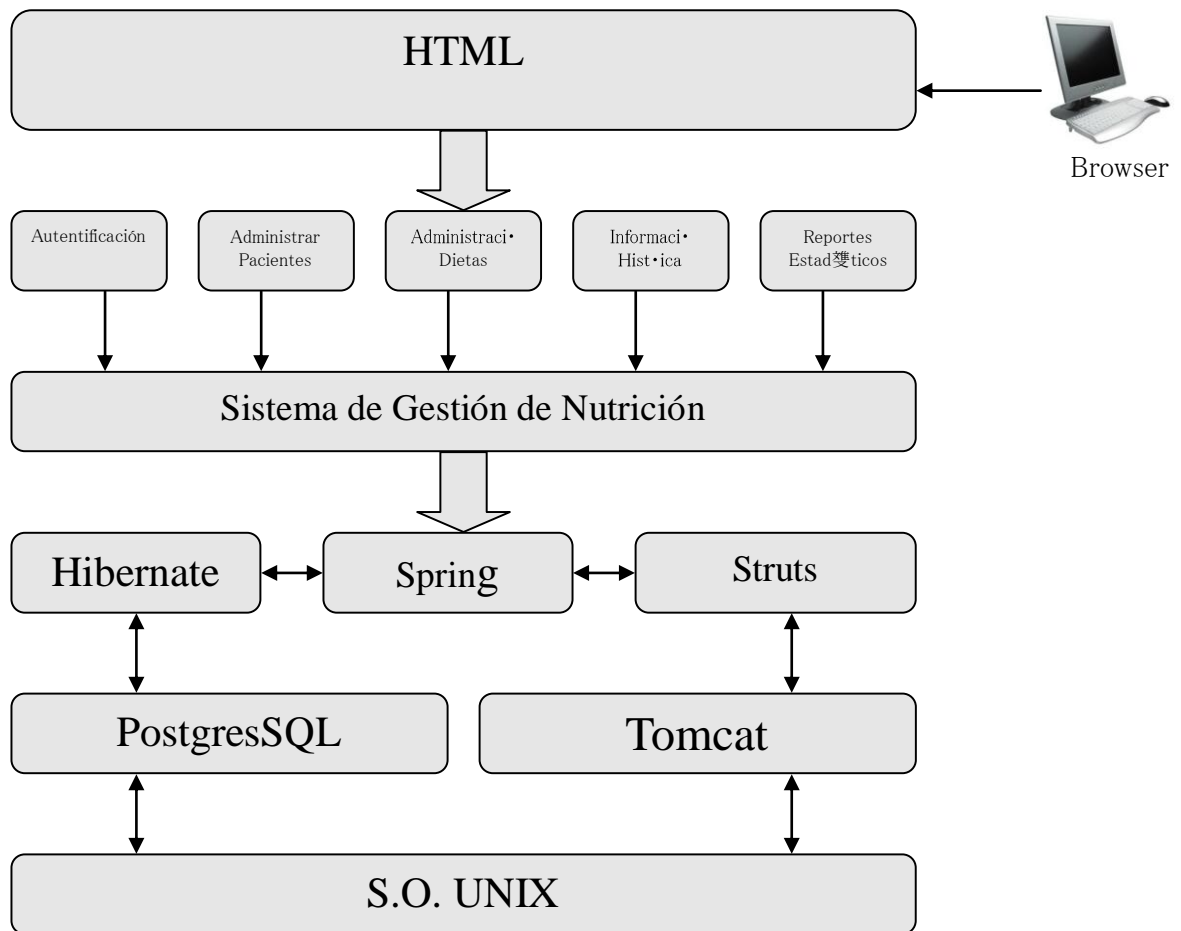 HTML
Browser
Autentificación
Administrar
Pacientes
Administraci・
Dietas
Informaci・
Hist・ica
Reportes
Estad甖ticos
Sistema de Gestión de Nutrición
Hibernate
Spring
Struts
PostgresSQL
Tomcat
S.O. UNIX